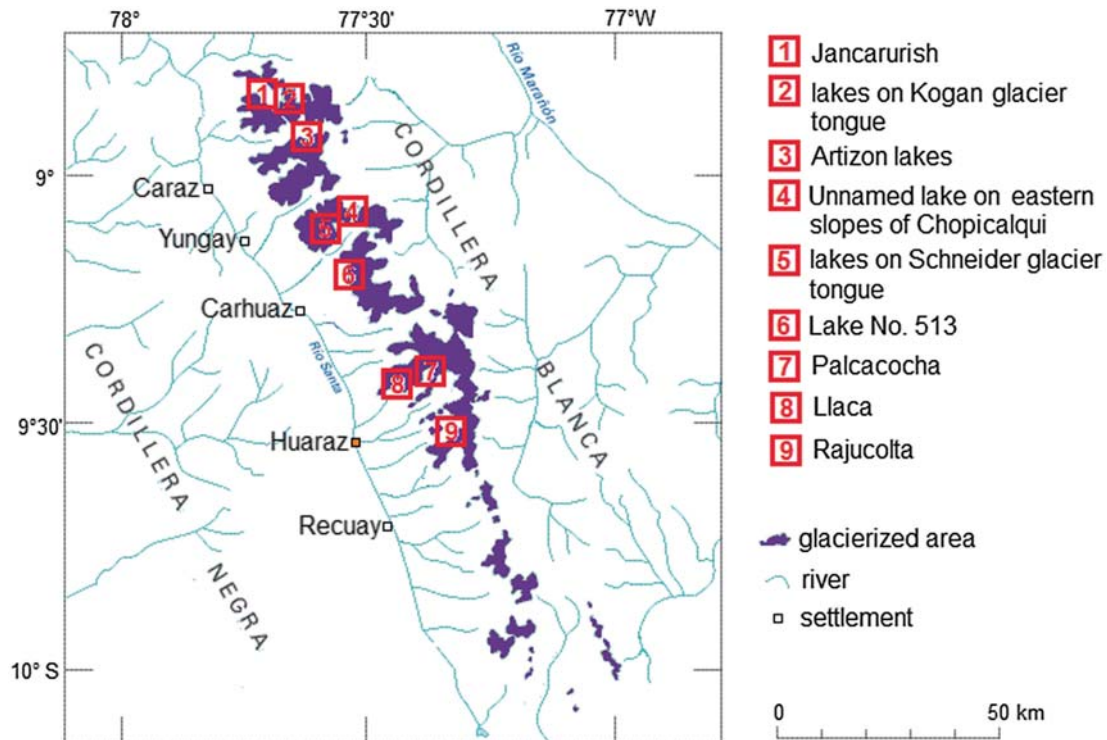 78°
77°30'
77°W
Río Marañón
9°
9°30'
10° S
CORDILLERA
BLANCA
CORDILLERA
NEGRA
Caraz
Yungay
Carhuaz
Río Santa
Huaraz
Recuay
1
2
3
4
5
6
7
8
9
1 Jancarurish
2 lakes on Kogan glacier
tongue
3 Artizon lakes
4 Unnamed lake on eastern
slopes of Chopicalqui
5 lakes on Schneider glacier
tongue
6 Lake No. 513
7 Palcacocha
8 Llaca
9 Rajucolta
glacierized area
river
settlement
0 50 km